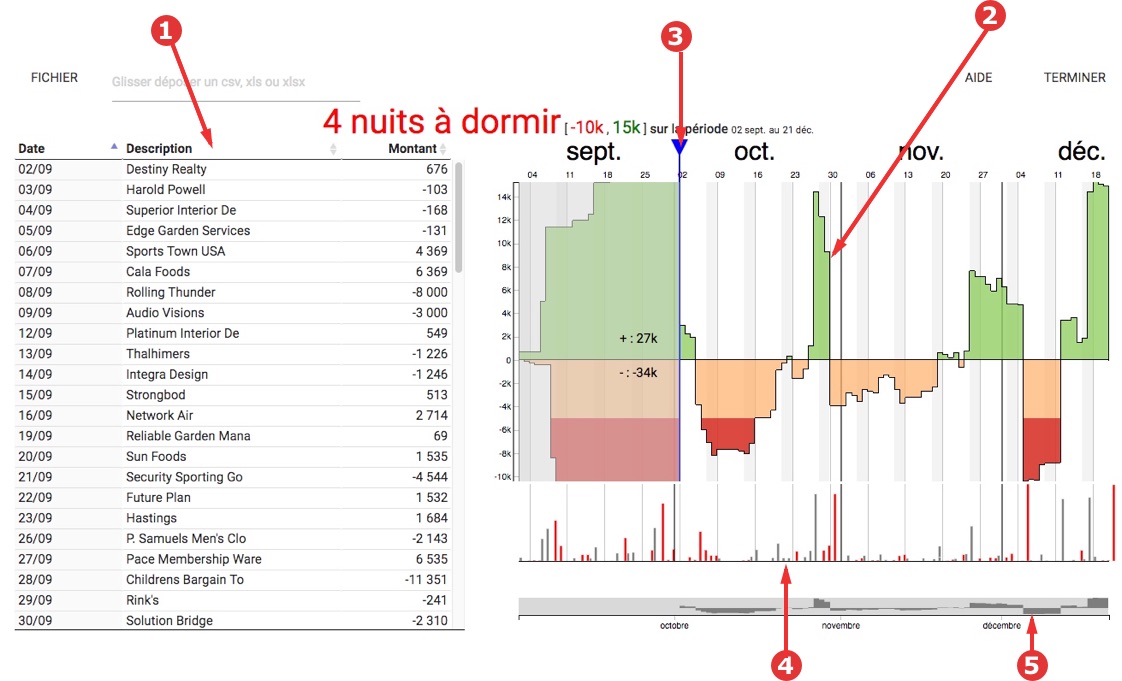 1
3
2
FICHIER
Glisser déposer un csv, xls ou xlsx
AIDE
TERMINER
4 nuits à dormir [ -10k , 15k ] sur la période 02 sept. au 21 déc.
Date Description Montant
02/09 Destiny Realty 676
03/09 Harold Powell -103
04/09 Superior Interior De -168
05/09 Edge Garden Services -131
06/09 Sports Town USA 4 369
07/09 Cala Foods 6 369
08/09 Rolling Thunder -8 000
09/09 Audio Visions -3 000
12/09 Platinum Interior De 549
13/09 Thalhimers -1 226
14/09 Integra Design -1 246
15/09 Strongbod 513
16/09 Network Air 2 714
19/09 Reliable Garden Mana 69
20/09 Sun Foods 1 535
21/09 Security Sporting Go -4 544
22/09 Future Plan 1 532
23/09 Hastings 1 684
26/09 P. Samuels Men's Clo -2 143
27/09 Pace Membership Ware 6 535
28/09 Childrens Bargain To -11 351
29/09 Rink's -241
30/09 Solution Bridge -2 310
sept. oct. nov. déc.
04 11 18 25 02 09 16 23 30 06 13 20 27 04 11 18
14k
12k
10k
8k
6k
4k
2k
0
-2k
-4k
-6k
-8k
-10k
+ : 27k
- : -34k
octobre novembre décembre
4
5